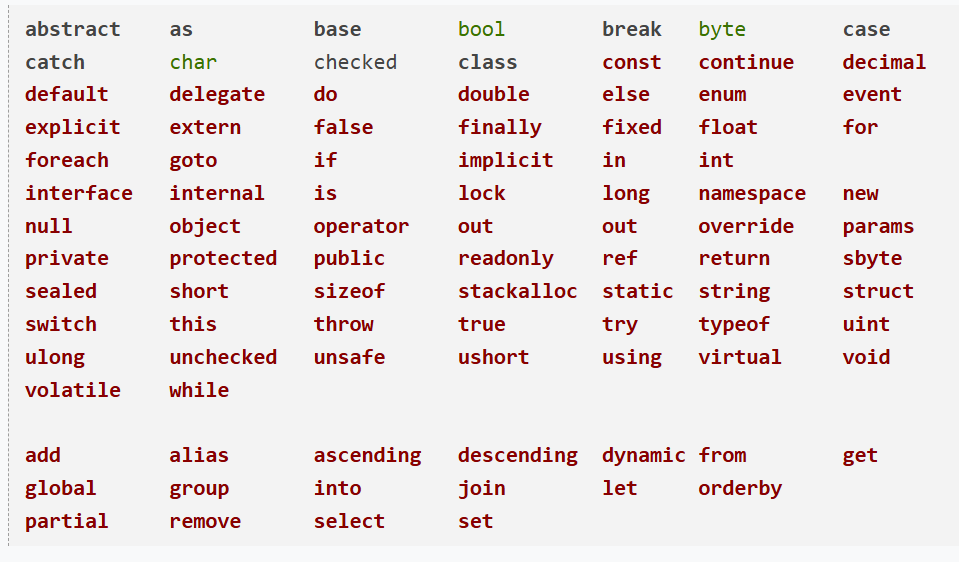 abstract as base bool break byte case
catch char checked class const continue decimal
default delegate do double else enum event
explicit extern false finally fixed float for
foreach goto if implicit in int
interface internal is lock long namespace new
null object operator out out override params
private protected public readonly ref return sbyte
sealed short sizeof stackalloc static string struct
switch this throw true try typeof uint
ulong unchecked unsafe ushort using virtual void
volatile while
add alias ascending descending dynamic from get
global group into join let orderby
partial remove select set